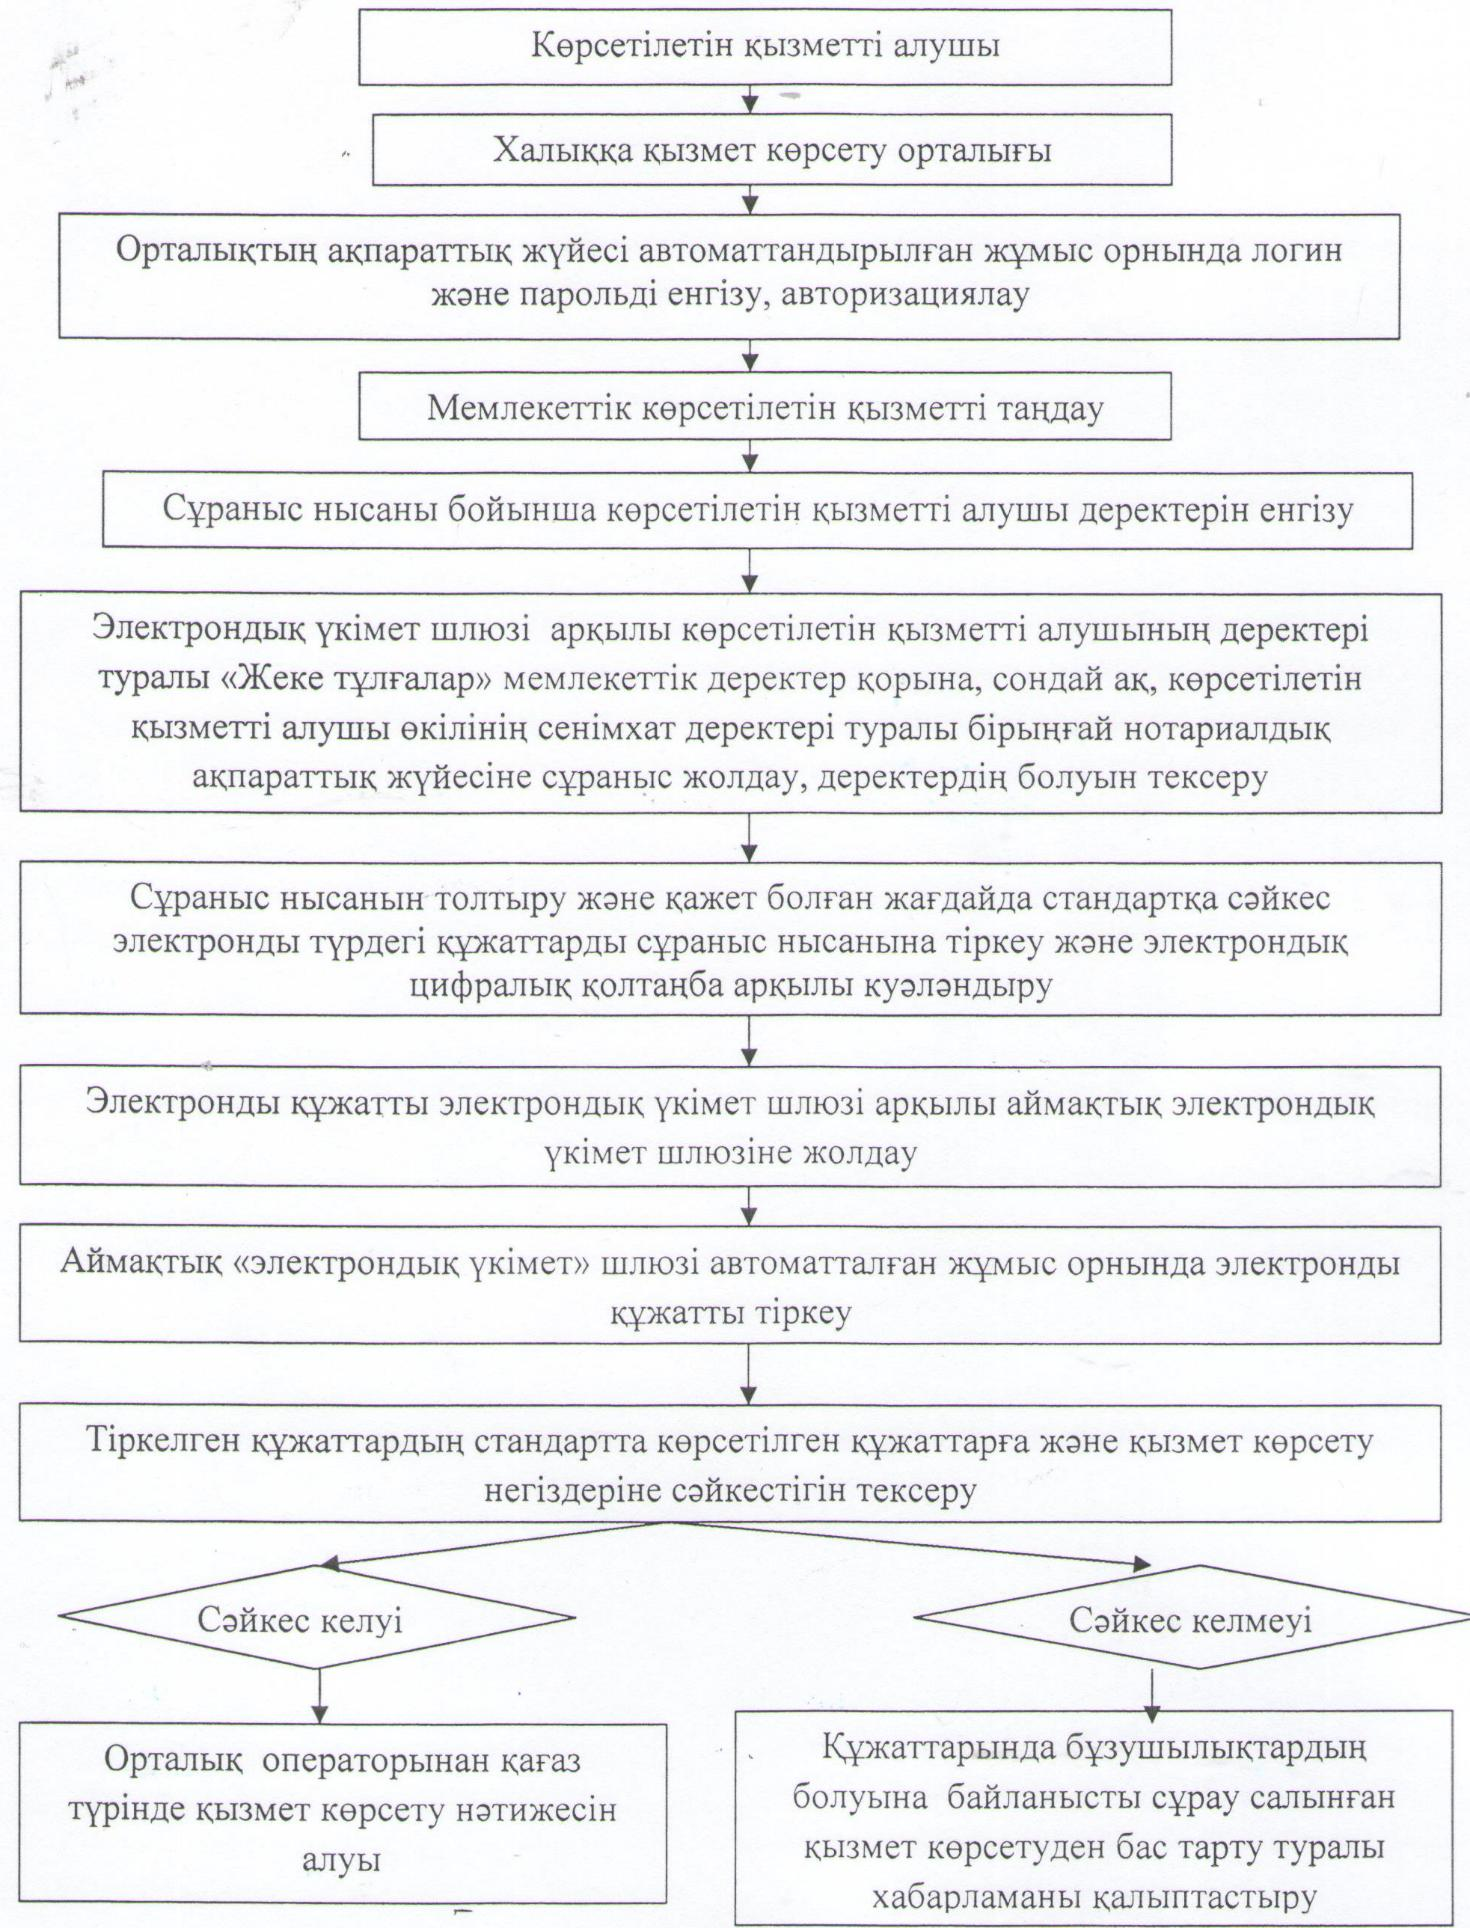 Көрсетілетін қызметті алушы
Халыққа қызмет көрсету орталығы
Орталықтың ақпараттық жүйесі автоматтандырылған жұмыс орнында логин
және парольді енгізу, авторизациялау
Мемлекеттік көрсетілетін қызметті таңдау
Сұраныс нысаны бойынша көрсетілетін қызметті алушы деректерін енгізу
Электрондық үкімет шлюзі арқылы көрсетілетін қызметті алушының деректері
туралы «Жеке тұлғалар» мемлекеттік деректер қорына, сондай ақ, көрсетілетін
қызметті алушы өкілінің сенімхат деректері туралы бірыңғай нотариалдық
ақпараттық жүйесіне сұраныс жолдау, деректердің болуын тексеру
Сұраныс нысанын толтыру және қажет болған жағдайда стандартқа сәйкес
электронды түрдегі құжаттарды сұраныс нысанына тіркеу және электрондық
цифралық қолтаңба арқылы куәләндыру
Электронды құжатты электрондық үкімет шлюзі арқылы аймақтық электрондық
үкімет шлюзіне жолдау
Аймақтық «электрондық үкімет» шлюзі автоматталған жұмыс орнында электронды
құжатты тіркеу
Тіркелген құжаттардың стандартта көрсетілген құжаттарға және қызмет көрсету
негіздеріне сәйкестігін тексеру
Сәйкес келуі
Сәйкес келмеуі
Орталық операторынан қағаз
түрінде қызмет көрсету нәтижесін
алуы
Құжаттарында бұзушылықтардың
болуына байланысты сұрау салынған
қызмет көрсетуден бас тарту туралы
хабарламаны қалыптастыру